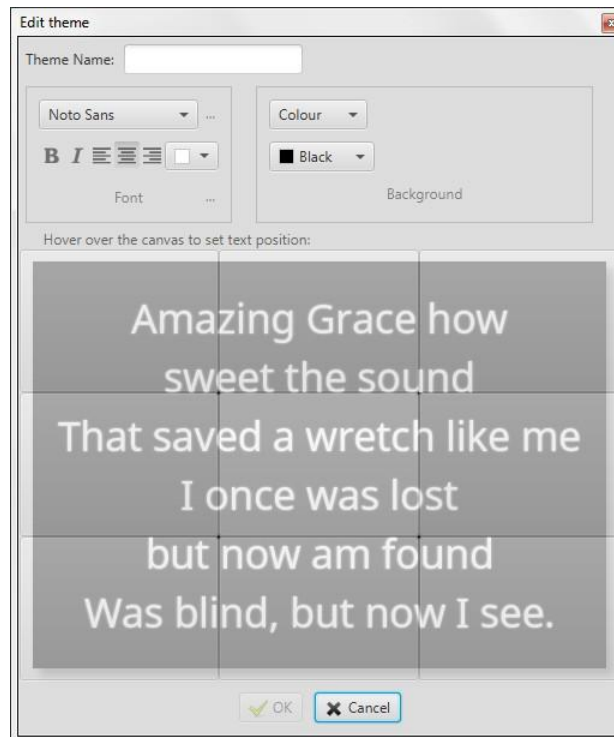 Edit theme
Theme Name:
Noto Sans ...
B I
Font ...
Colour
Black
Background
Hover over the canvas to set text position:
Amazing Grace how
sweet the sound
That saved a wretch like me
I once was lost
but now am found
Was blind, but now I see.
OK Cancel